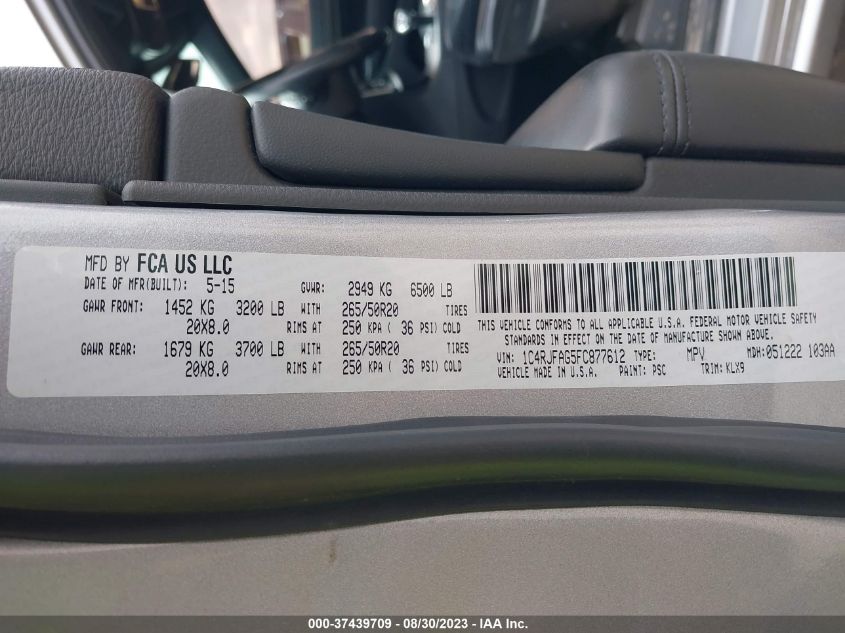 MFD BY FCA US LLC
DATE OF MFR(BUILT): 5-15 GVWR: 2949 KG 6500 LB
GAWR FRONT: 1452 KG 3200 LB WITH 265/50R20 TIRES
20X8.0 RIMS AT 250 KPA ( 36 PSI) COLD
GAWR REAR: 1679 KG 3700 LB WITH 265/50R20 TIRES
20X8.0 RIMS AT 250 KPA ( 36 PSI) COLD
THIS VEHICLE CONFORMS TO ALL APPLICABLE U.S.A. FEDERAL MOTOR VEHICLE SAFETY
STANDARDS IN EFFECT ON THE DATE OF MANUFACTURE SHOWN ABOVE.
VIN: 1C4RJFAG5FC877612 TYPE: MPV MDH: 051222 103AA
VEHICLE MADE IN U.S.A. PAINT: PSC TRIM: KLX9
000-37439709 - 08/30/2023 - IAA Inc.